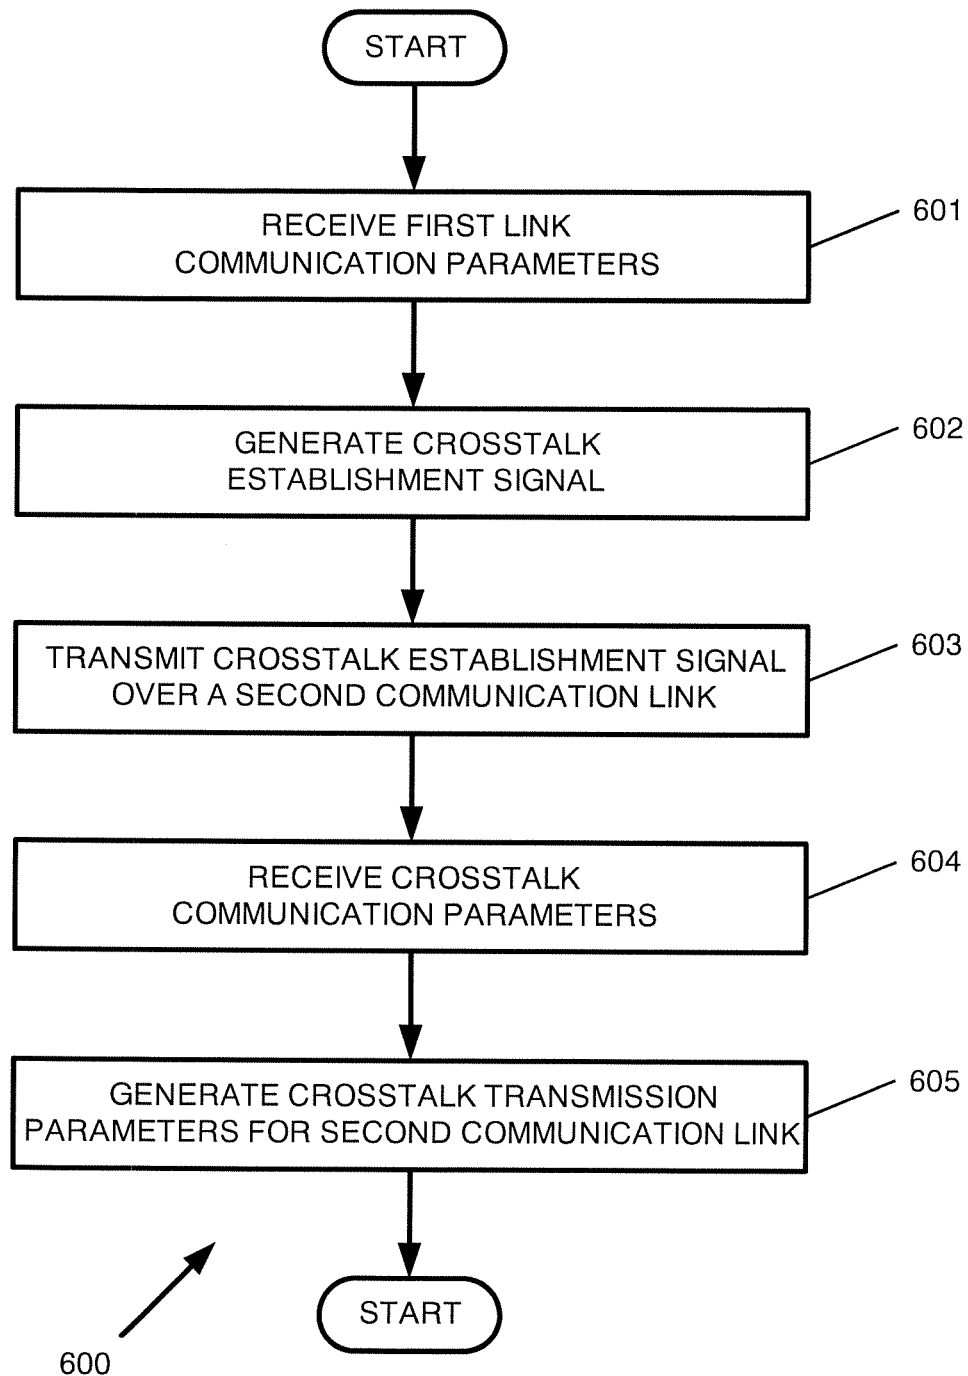 START
RECEIVE FIRST LINK
COMMUNICATION PARAMETERS
601
GENERATE CROSSTALK
ESTABLISHMENT SIGNAL
602
TRANSMIT CROSSTALK ESTABLISHMENT SIGNAL
OVER A SECOND COMMUNICATION LINK
603
RECEIVE CROSSTALK
COMMUNICATION PARAMETERS
604
GENERATE CROSSTALK TRANSMISSION
PARAMETERS FOR SECOND COMMUNICATION LINK
605
START
600